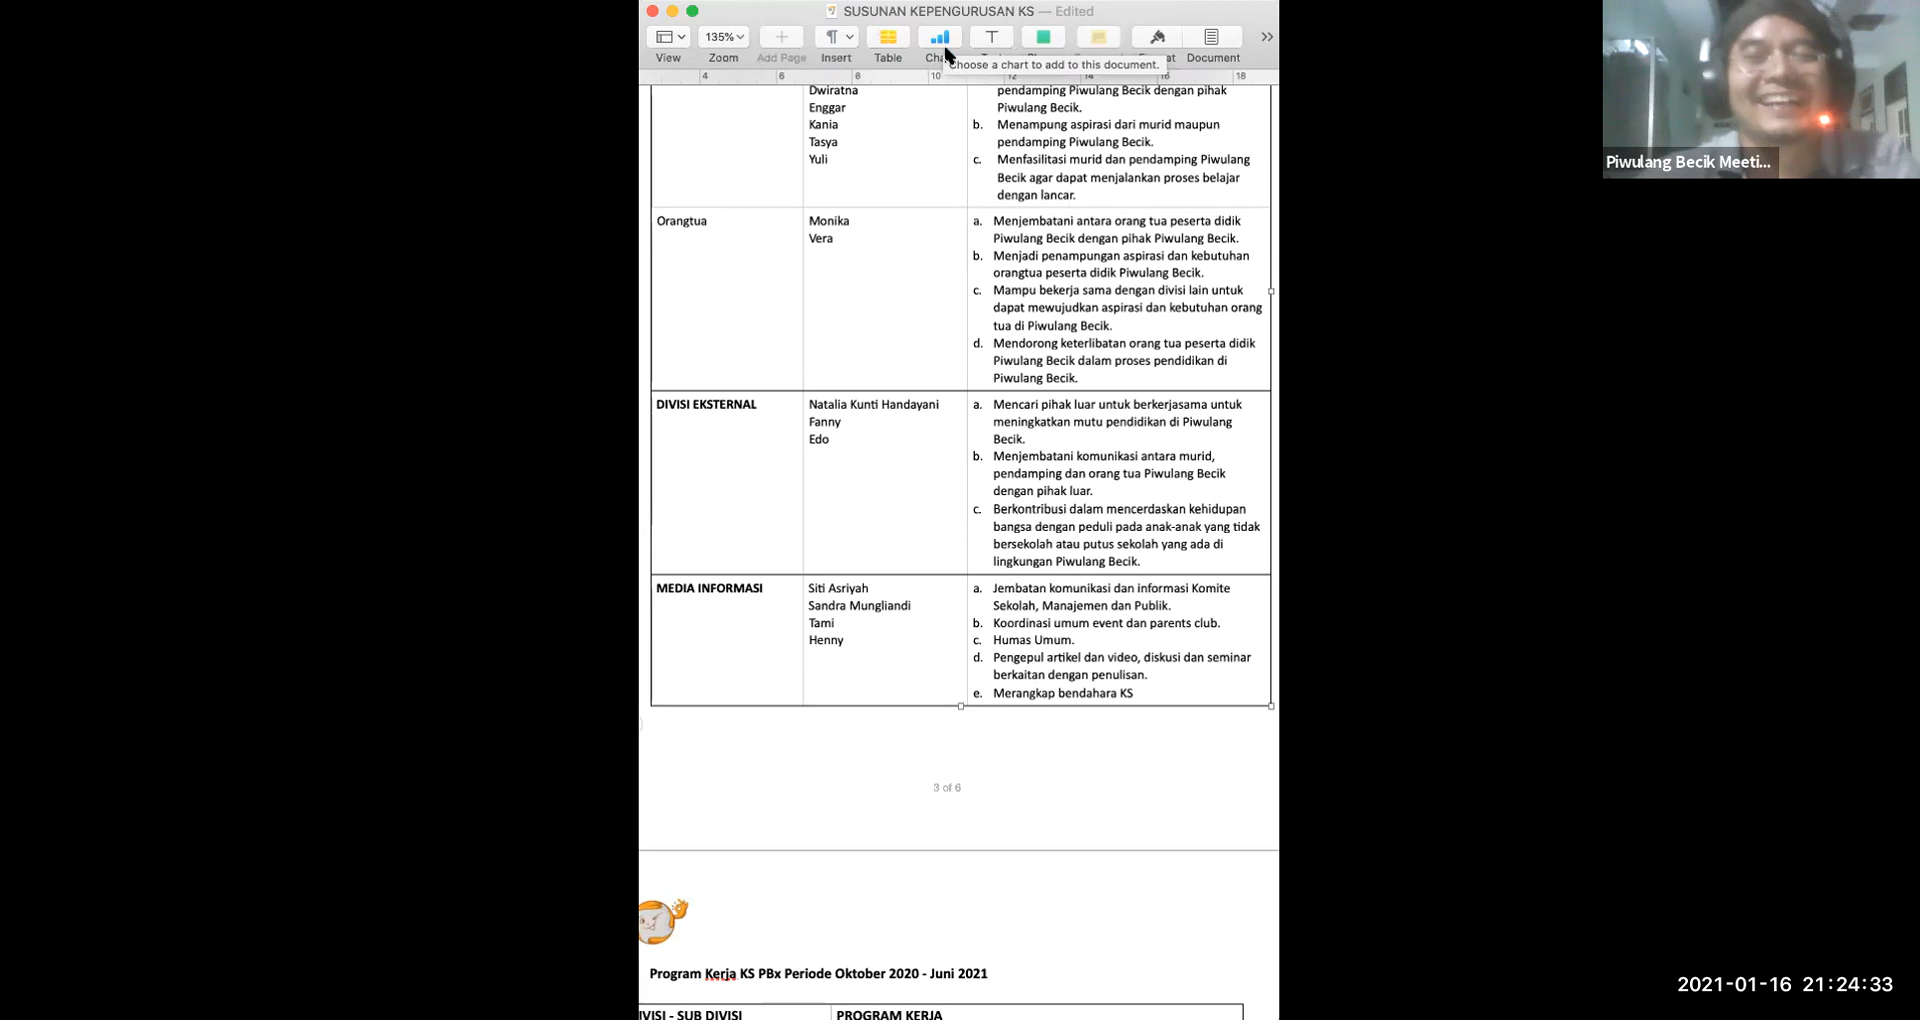 SUSUNAN KEPENGURUSAN KS — Edited
135%
View
Zoom
Add Page
Insert
Table
Document
Choose a chart to add to this document.
4
6
8
10
12
16
18
Dwiratna
Enggar
Kania
Tasya
Yuli
pendamping Piwulang Becik dengan pihak
Piwulang Becik.
b. Menampung aspirasi dari murid maupun
pendamping Piwulang Becik.
c. Menfasilitasi murid dan pendamping Piwulang
Becik agar dapat menjalankan proses belajar
dengan lancar.
Orangtua
Monika
Vera
a. Menjembatani antara orang tua peserta didik
Piwulang Becik dengan pihak Piwulang Becik.
b. Menjadi penampungan aspirasi dan kebutuhan
orangtua peserta didik Piwulang Becik.
c. Mampu bekerja sama dengan divisi lain untuk
dapat mewujudkan aspirasi dan kebutuhan orang
tua di Piwulang Becik.
d. Mendorong keterlibatan orang tua peserta didik
Piwulang Becik dalam proses pendidikan di
Piwulang Becik.
DIVISI EKSTERNAL
Natalia Kunti Handayani
Fanny
Edo
a. Mencari pihak luar untuk berkerjasama untuk
meningkatkan mutu pendidikan di Piwulang
Becik.
b. Menjembatani komunikasi antara murid,
pendamping dan orang tua Piwulang Becik
dengan pihak luar.
c. Berkontribusi dalam mencerdaskan kehidupan
bangsa dengan peduli pada anak-anak yang tidak
bersekolah atau putus sekolah yang ada di
lingkungan Piwulang Becik.
MEDIA INFORMASI
Siti Asriyah
Sandra Mungliandi
Tami
Henny
a. Jembatan komunikasi dan informasi Komite
Sekolah, Manajemen dan Publik.
b. Koordinasi umum event dan parents club.
c. Humas Umum.
d. Pengepul artikel dan video, diskusi dan seminar
berkaitan dengan penulisan.
e. Merangkap bendahara KS
3 of 6
Program Kerja KS PBx Periode Oktober 2020 - Juni 2021
IVISI - SUB DIVISI
PROGRAM KERJA
Piwulang Becik Meeti...
2021-01-16 21:24:33